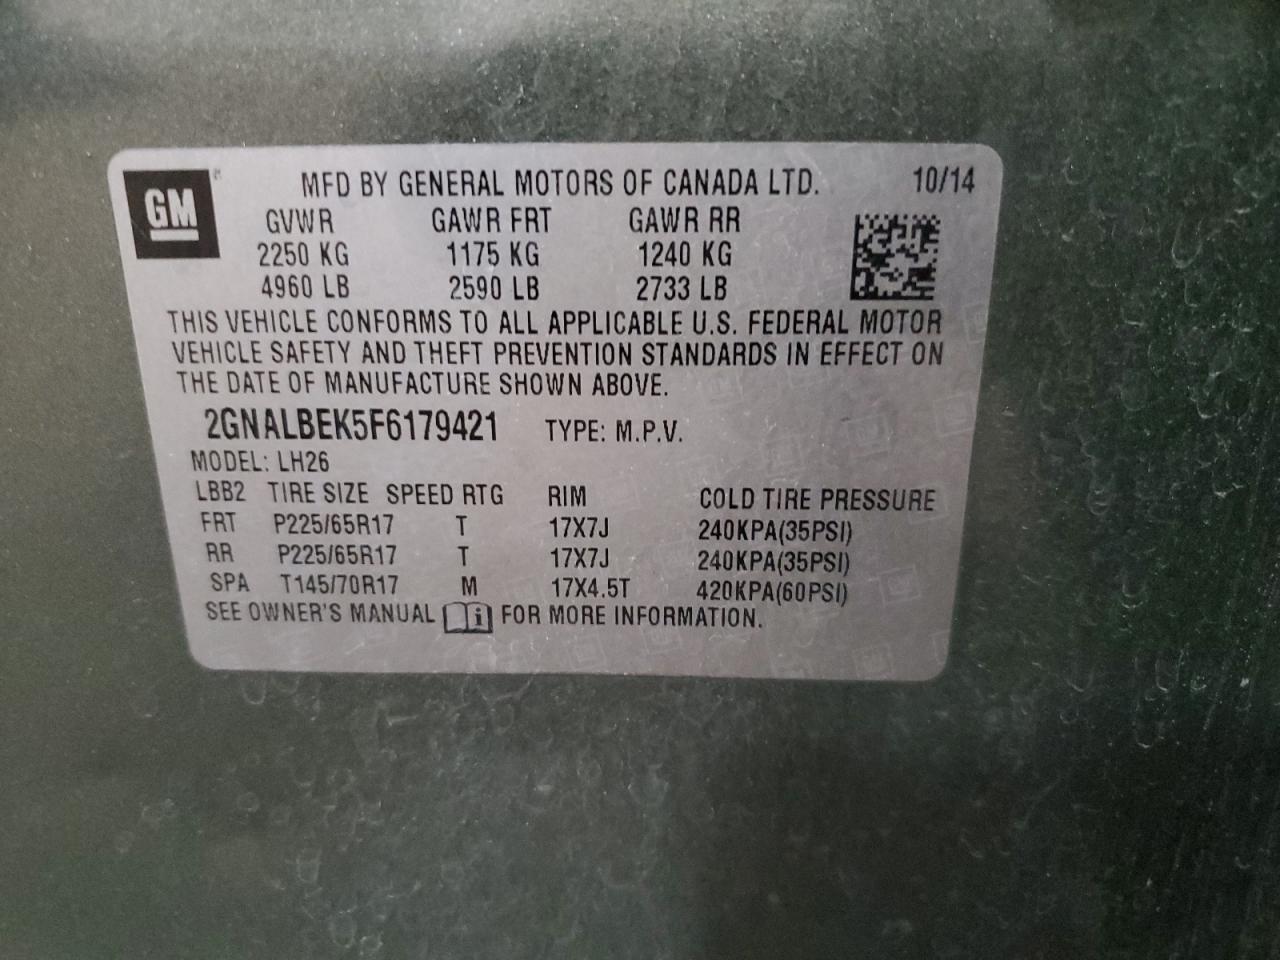 GM
MFD BY GENERAL MOTORS OF CANADA LTD. 10/14
GVWR GAWR FRT GAWR RR
2250 KG 1175 KG 1240 KG
4960 LB 2590 LB 2733 LB
THIS VEHICLE CONFORMS TO ALL APPLICABLE U.S. FEDERAL MOTOR
VEHICLE SAFETY AND THEFT PREVENTION STANDARDS IN EFFECT ON
THE DATE OF MANUFACTURE SHOWN ABOVE.
2GNALBEK5F6179421 TYPE: M.P.V.
MODEL: LH26
LBB2 TIRE SIZE SPEED RTG RIM COLD TIRE PRESSURE
FRT P225/65R17 T 17X7J 240KPA(35PSI)
RR P225/65R17 T 17X7J 240KPA(35PSI)
SPA T145/70R17 M 17X4.5T 420KPA(60PSI)
SEE OWNER'S MANUAL i FOR MORE INFORMATION.